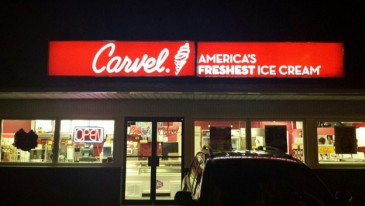 Carvel.
AMERICA'S
FRESHEST ICE CREAM
OPEN